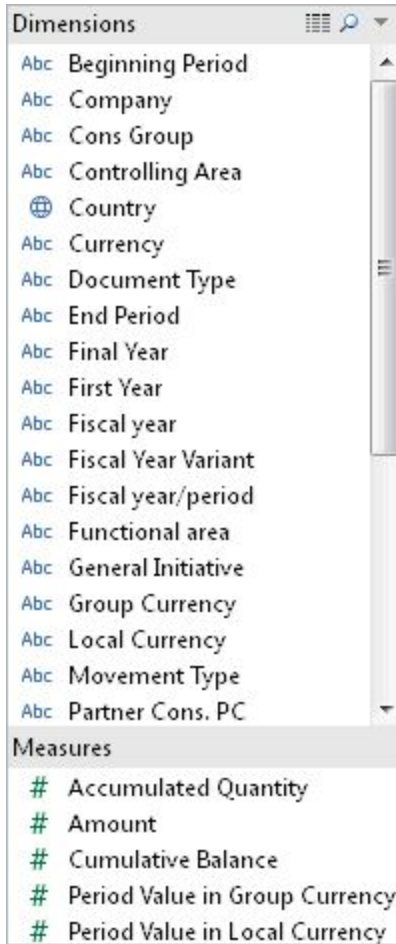 Dimensions
Abc Beginning Period
Abc Company
Abc Cons Group
Abc Controlling Area
Country
Abc Currency
Abc Document Type
Abc End Period
Abc Final Year
Abc First Year
Abc Fiscal year
Abc Fiscal Year Variant
Abc Fiscal year/period
Abc Functional area
Abc General Initiative
Abc Group Currency
Abc Local Currency
Abc Movement Type
Abc Partner Cons. PC
Measures
# Accumulated Quantity
# Amount
# Cumulative Balance
# Period Value in Group Currency
# Period Value in Local Currency